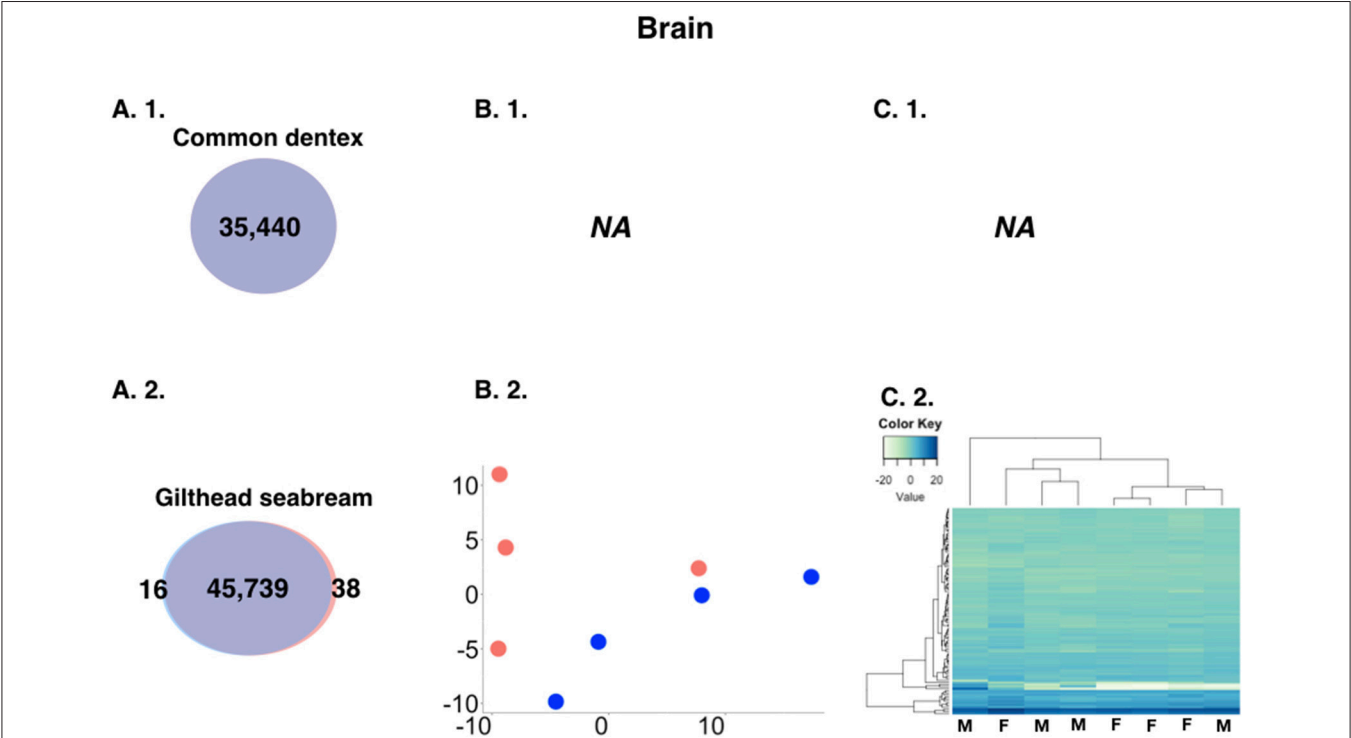 Brain
A. 1.
Common dentex
35,440
B. 1.
NA
C. 1.
NA
A. 2.
Gilthead seabream
16
45,739
38
B. 2.
10
5
0
-5
-10
-10 0 10
C. 2.
Color Key
-20 0 20
Value
M F M M F F F M